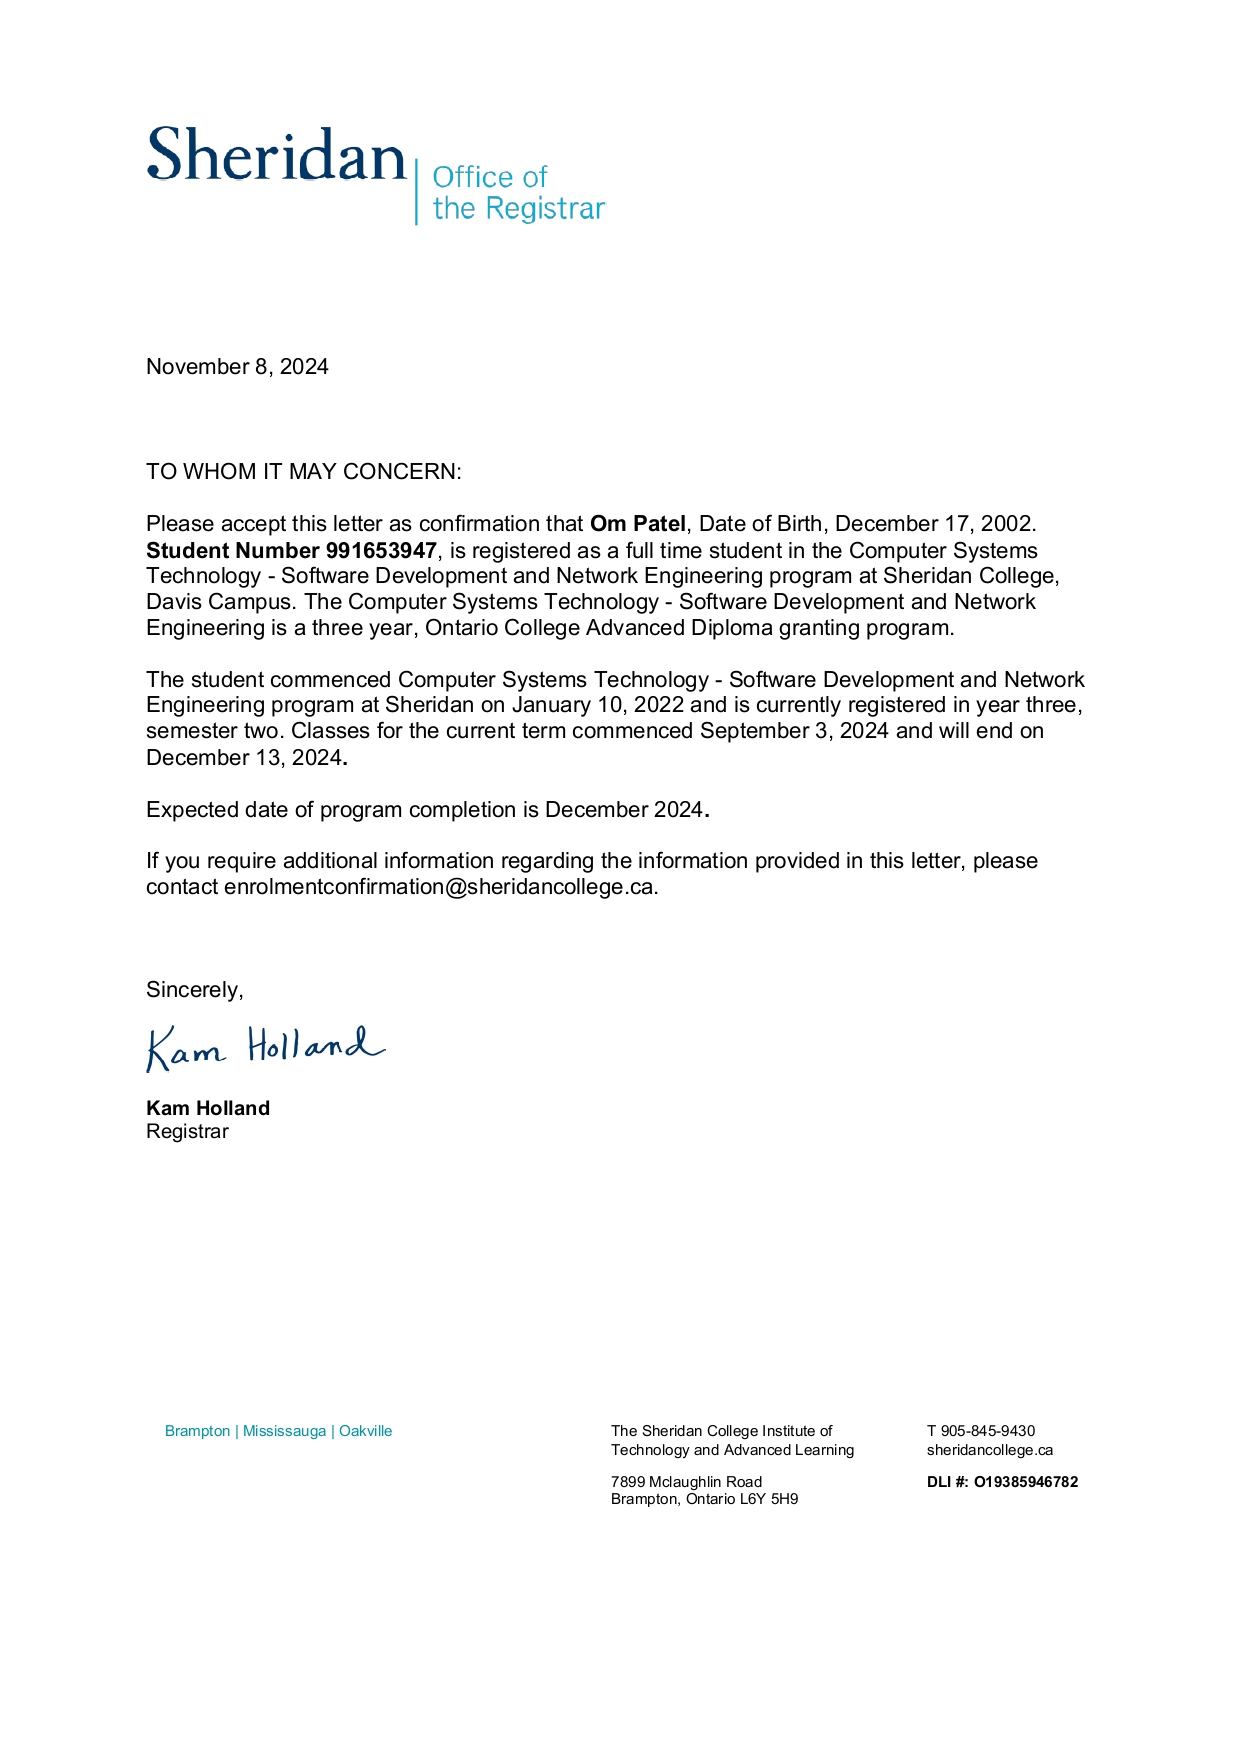 Sheridan
Office of
the Registrar
November 8, 2024
TO WHOM IT MAY CONCERN:
Please accept this letter as confirmation that Om Patel, Date of Birth, December 17, 2002.
Student Number 991653947, is registered as a full time student in the Computer Systems
Technology - Software Development and Network Engineering program at Sheridan College,
Davis Campus. The Computer Systems Technology - Software Development and Network
Engineering is a three year, Ontario College Advanced Diploma granting program.
The student commenced Computer Systems Technology - Software Development and Network
Engineering program at Sheridan on January 10, 2022 and is currently registered in year three,
semester two. Classes for the current term commenced September 3, 2024 and will end on
December 13, 2024.
Expected date of program completion is December 2024.
If you require additional information regarding the information provided in this letter, please
contact enrolmentconfirmation@sheridancollege.ca.
Sincerely,
Kam Holland
Kam Holland
Registrar
Brampton | Mississauga | Oakville
The Sheridan College Institute of
Technology and Advanced Learning
7899 Mclaughlin Road
Brampton, Ontario L6Y 5H9
T 905-845-9430
sheridancollege.ca
DLI #: O19385946782